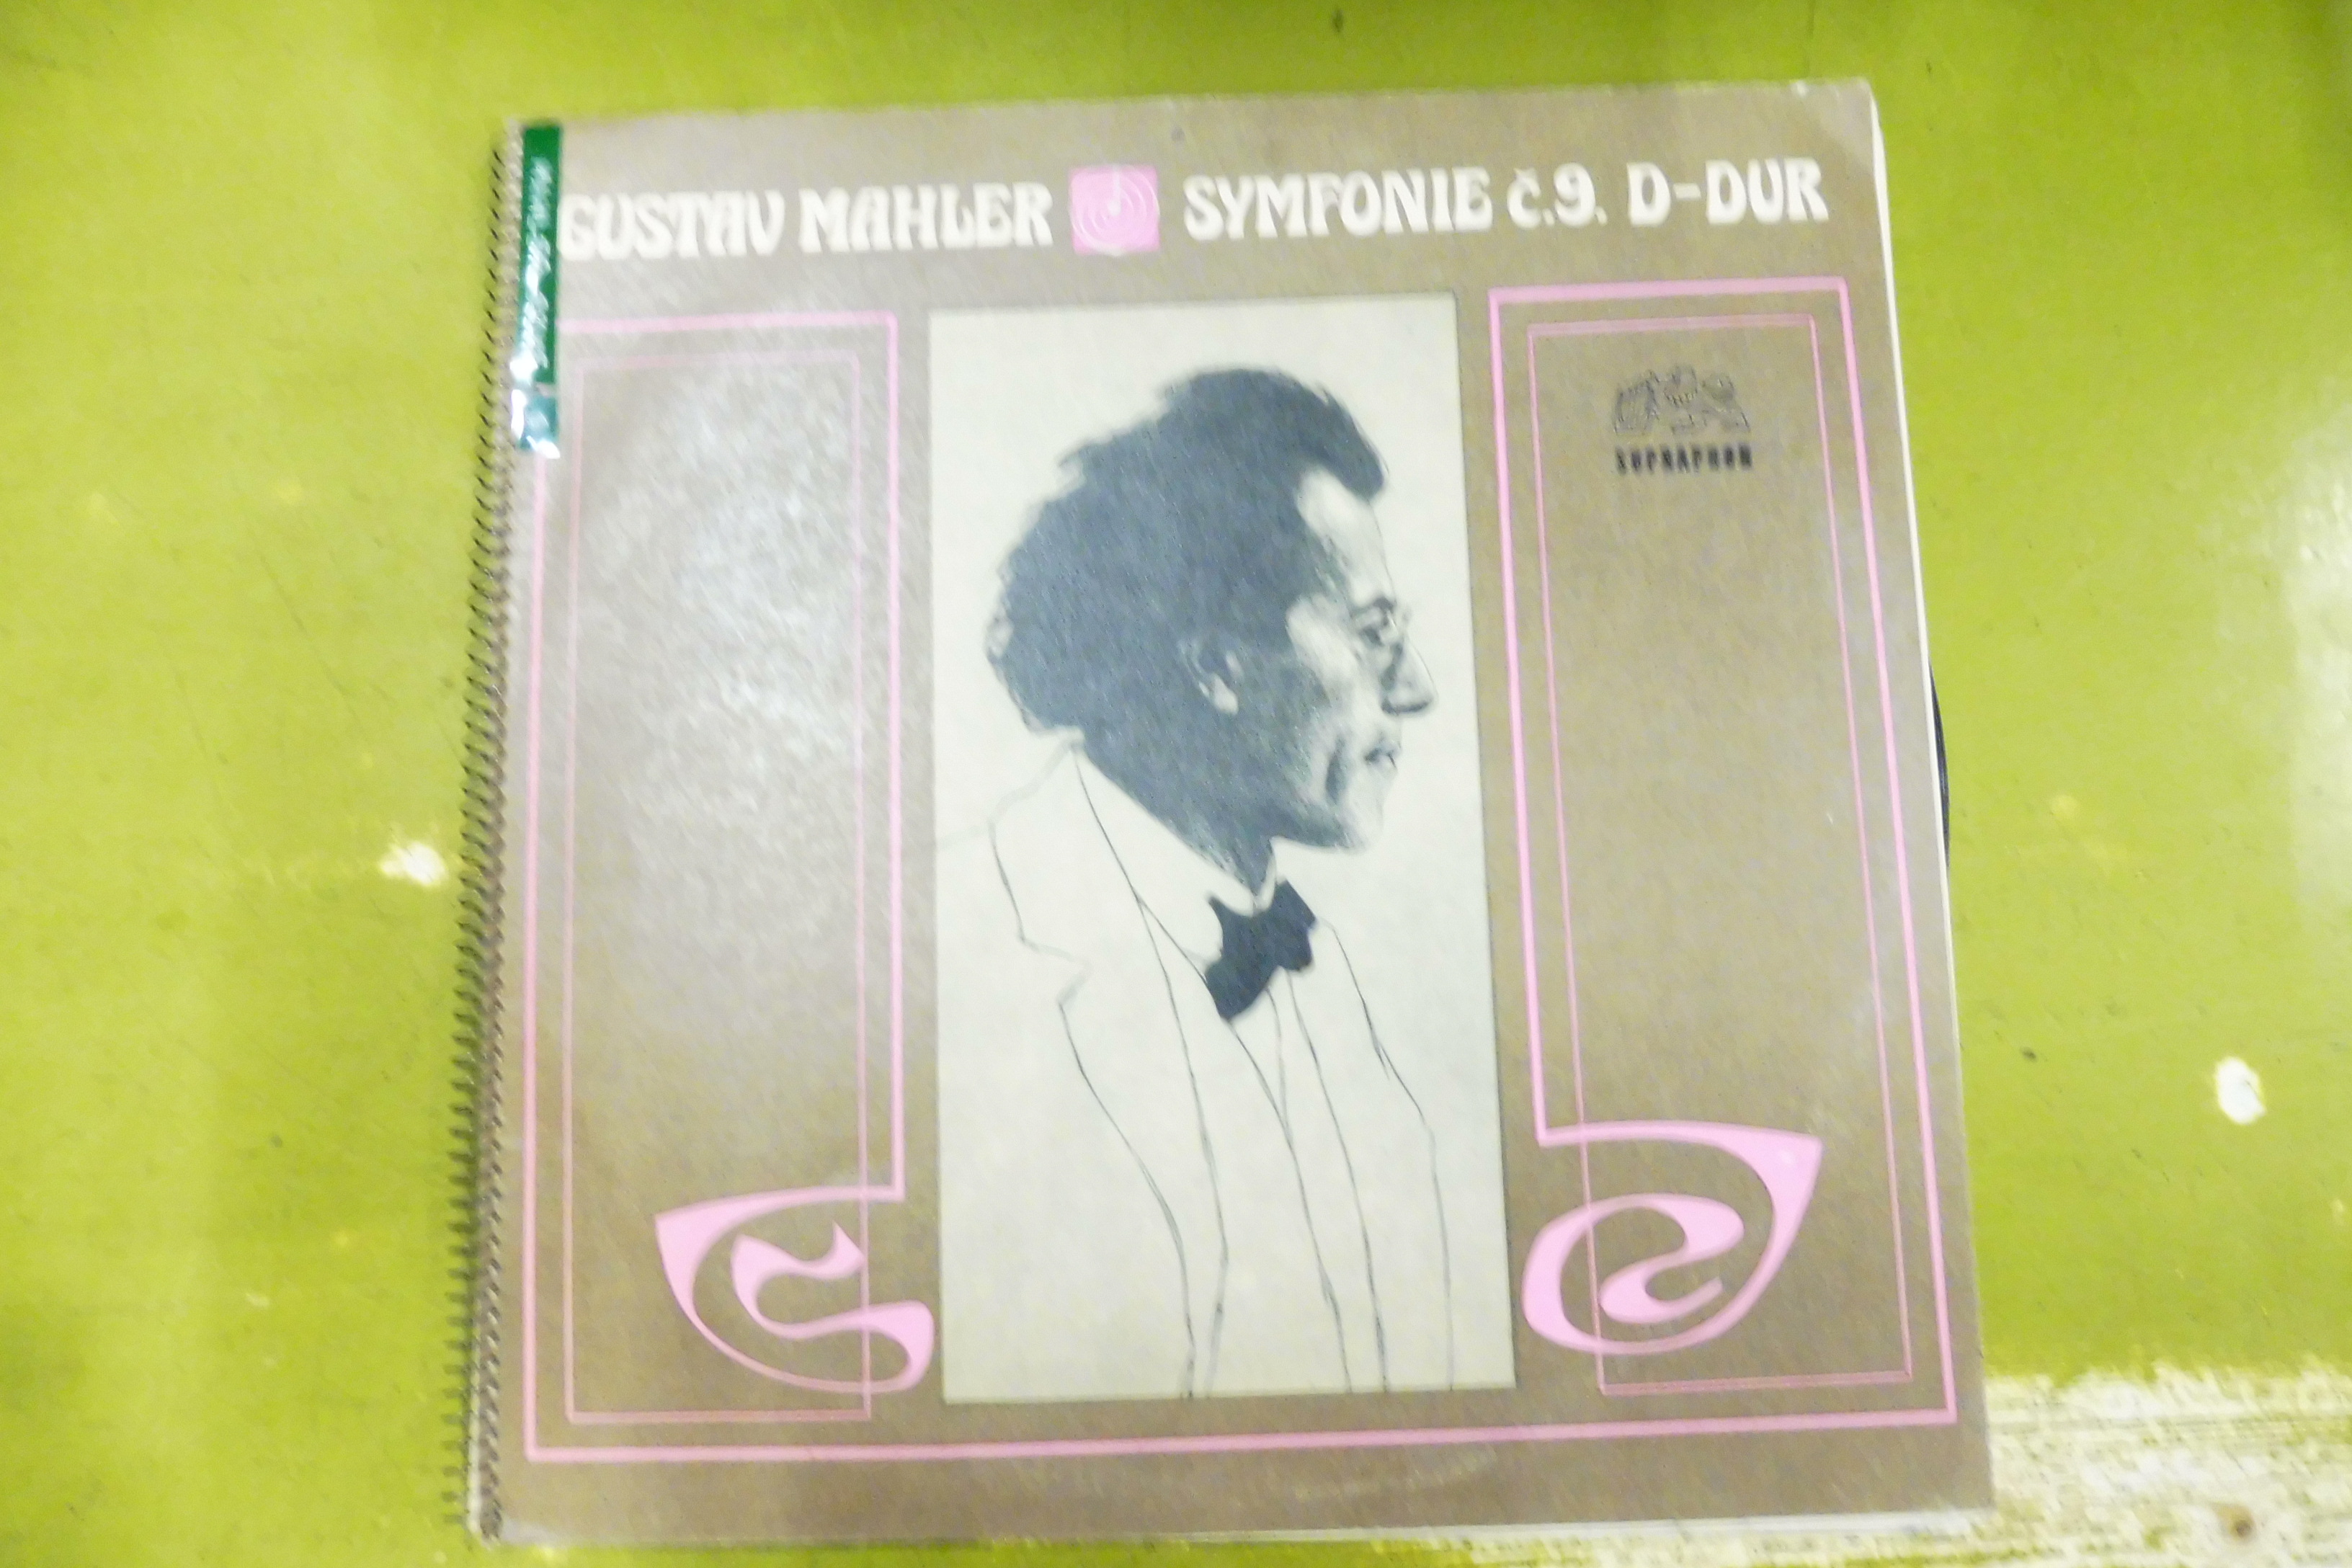 GUSTAV MAHLER SYMFONIE č.9. D-DUR
SUPRAPHON